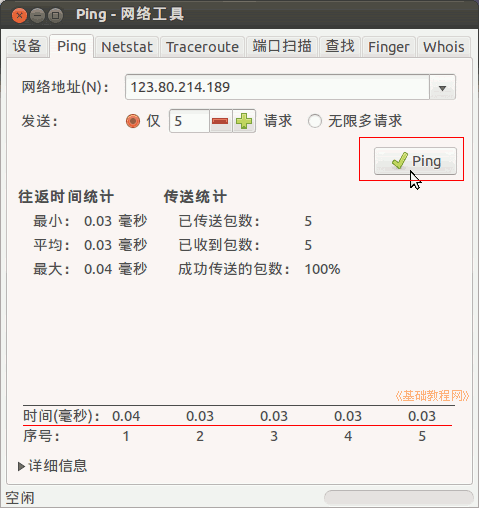 Ping - 网络工具
设备 Ping Netstat Traceroute 端口扫描 查找 Finger Whois
网络地址(N)： 123.80.214.189
发送： 仅 5 请求 无限多请求
Ping
往返时间统计 传送统计
最小： 0.03 毫秒 已传送包数： 5
平均： 0.03 毫秒 已收到包数： 5
最大： 0.04 毫秒 成功传送的包数： 100%
《基础教程网》
时间(毫秒)： 0.04 0.03 0.03 0.03 0.03
序号： 1 2 3 4 5
详细信息
空闲